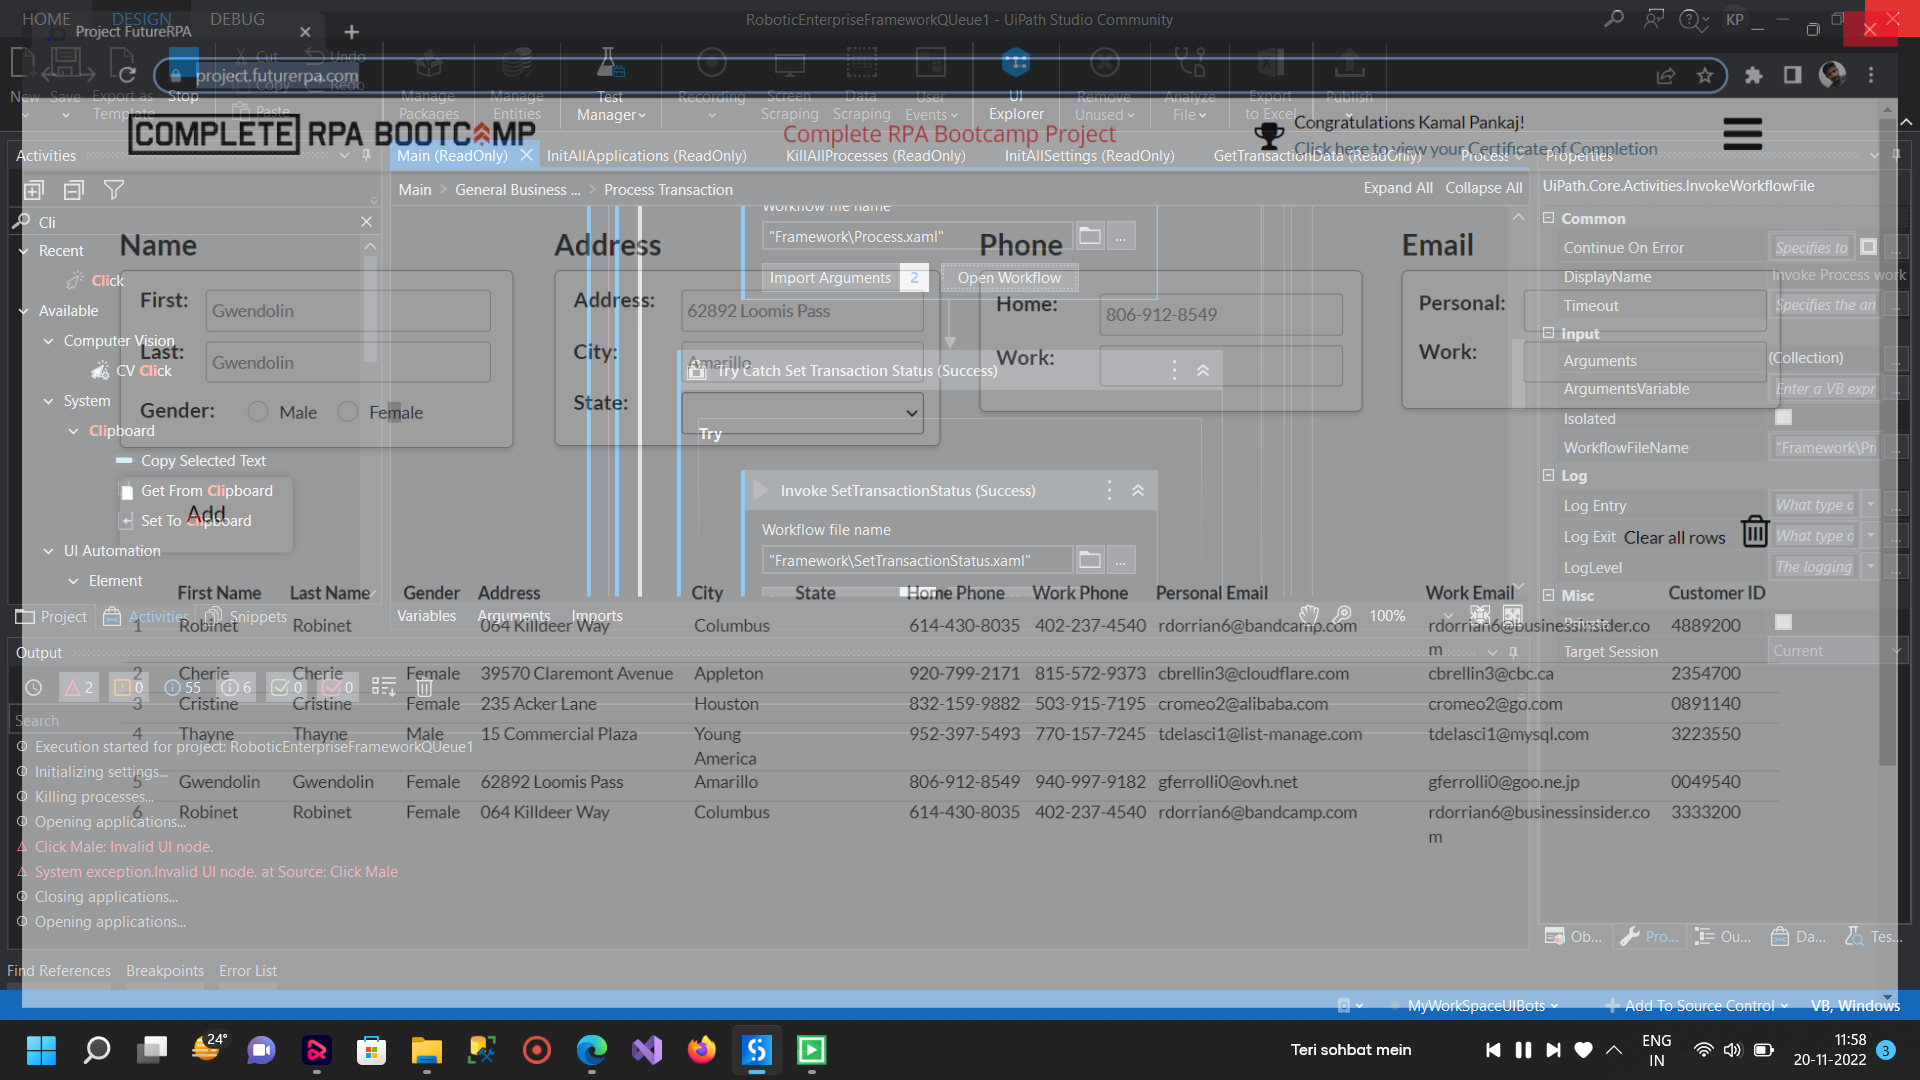 HOME DESIGN DEBUG
RoboticEnterpriseFrameworkQUeue1 - UiPath Studio Community
KP
Project FutureRPA
project.futurerpa.com
New Save Export as Template Stop
Cut Copy Paste
Undo Redo
Manage Packages
Manage Entities
Test Manager
Recording
Screen Scraping
Data Scraping
User Events
UI Explorer
Remove Unused
Analyze File
Export to Excel
Publish
COMPLETE RPA BOOTCAMP
Complete RPA Bootcamp Project
Congratulations Kamal Pankaj!
Click here to view your Certificate of Completion
Activities
Main (ReadOnly)
InitAllApplications (ReadOnly)
KillAllProcesses (ReadOnly)
InitAllSettings (ReadOnly)
GetTransactionData (ReadOnly)
Process
Properties
Main > General Business ... > Process Transaction
Expand All Collapse All
UiPath.Core.Activities.InvokeWorkflowFile
Cli
Recent
Click
Available
Computer Vision
CV Click
System
Clipboard
Copy Selected Text
Get From Clipboard
Set To Clipboard
UI Automation
Element
Name
First: Gwendolin
Last: Gwendolin
Gender: Male Female
Address
Address: 62892 Loomis Pass
City: Amarillo
State:
Phone
Home: 806-912-8549
Work:
Email
Personal:
Work:
Add
Clear all rows
Workflow file name
"Framework\Process.xaml"
...
Import Arguments 2
Open Workflow
Try Catch Set Transaction Status (Success)
Try
Invoke SetTransactionStatus (Success)
Workflow file name
"Framework\SetTransactionStatus.xaml"
...
Common
Continue On Error Specifies to
DisplayName Invoke Process work
Timeout Specifies the an
Input
Arguments (Collection)
ArgumentsVariable Enter a VB expr
Isolated
WorkflowFileName "Framework\Pr
Log
Log Entry What type o
Log Exit What type o
LogLevel The logging
Misc
Private
Target Session Current
Project Activities Snippets
Variables Arguments Imports
100%
First Name Last Name Gender Address City State Home Phone Work Phone Personal Email Work Email Customer ID
1 Robinet Robinet Female 064 Killdeer Way Columbus 614-430-8035 402-237-4540 rdorrian6@bandcamp.com rdorrian6@businessinsider.com 4889200
2 Cherie Cherie Female 39570 Claremont Avenue Appleton 920-799-2171 815-572-9373 cbrellin3@cloudflare.com cbrellin3@cbc.ca 2354700
3 Cristine Cristine Female 235 Acker Lane Houston 832-159-9882 503-915-7195 cromeo2@alibaba.com cromeo2@go.com 0891140
4 Thayne Thayne Male 15 Commercial Plaza Young America 952-397-5493 770-157-7245 tdelasci1@list-manage.com tdelasci1@mysql.com 3223550
5 Gwendolin Gwendolin Female 62892 Loomis Pass Amarillo 806-912-8549 940-997-9182 gferrolli0@ovh.net gferrolli0@goo.ne.jp 0049540
6 Robinet Robinet Female 064 Killdeer Way Columbus 614-430-8035 402-237-4540 rdorrian6@bandcamp.com rdorrian6@businessinsider.com 3333200
Output
2 0 55 6 0 0
Search
Execution started for project: RoboticEnterpriseFrameworkQUeue1
Initializing settings...
Killing processes...
Opening applications...
Click Male: Invalid UI node.
System exception.Invalid UI node. at Source: Click Male
Closing applications...
Opening applications...
Ob... Pro... Ou... Da... Tes...
Find References Breakpoints Error List
MyWorkSpaceUIBots
Add To Source Control
VB, Windows
24°
Teri sohbat mein
ENG
IN
11:58
20-11-2022
3